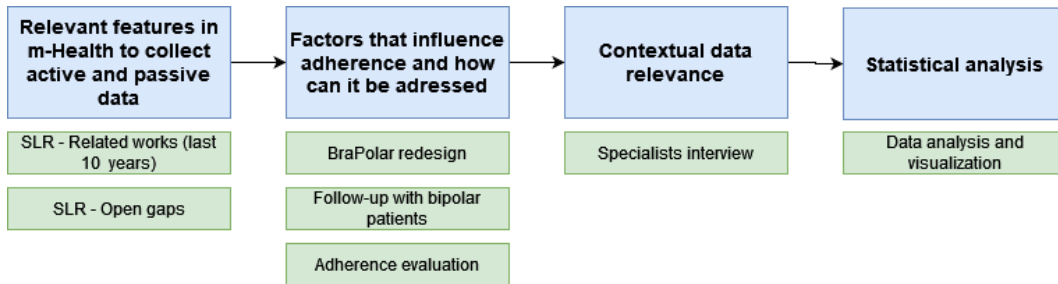 Relevant features in
m-Health to collect
active and passive
data
SLR - Related works (last
10 years)
SLR - Open gaps
Factors that influence
adherence and how
can it be adressed
BraPolar redesign
Follow-up with bipolar
patients
Adherence evaluation
Contextual data
relevance
Specialists interview
Statistical analysis
Data analysis and
visualization